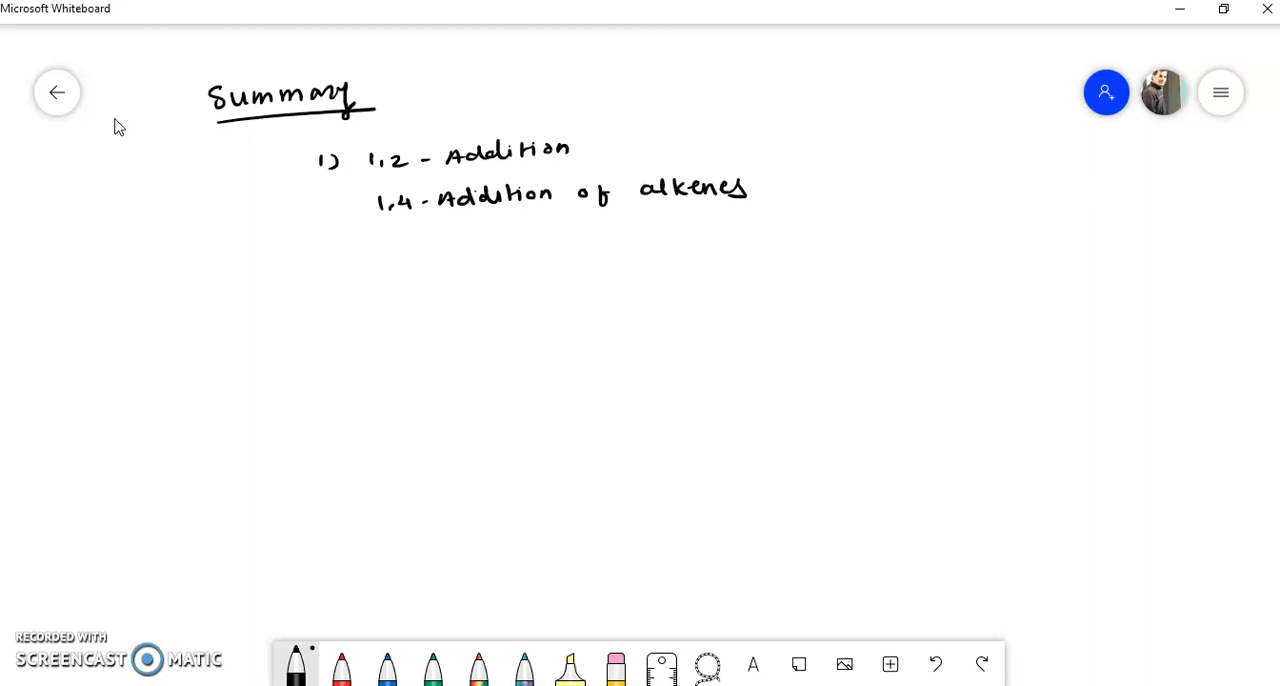 Microsoft Whiteboard
Summary
1) 1,2 - Addition
1,4 - Addition of alkenes
RECORDED WITH
SCREENCAST MATIC
A